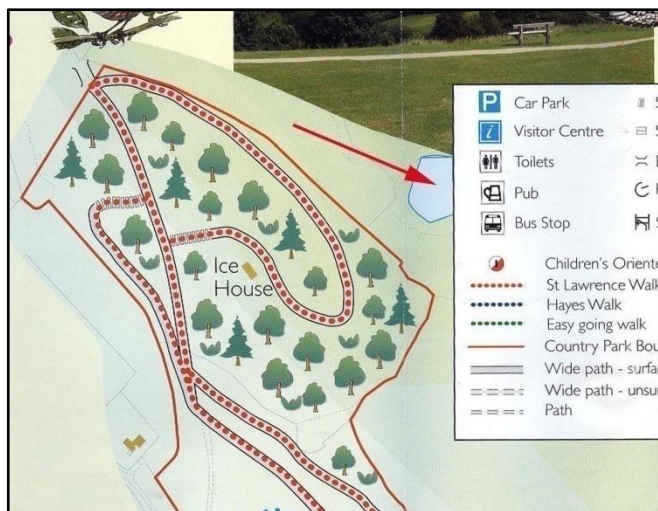 Car Park
Visitor Centre
Toilets
Pub
Bus Stop
Children's Oriente
St Lawrence Walk
Hayes Walk
Easy going walk
Country Park Bou
Wide path - surfa
Wide path - unsu
Path
Ice
House